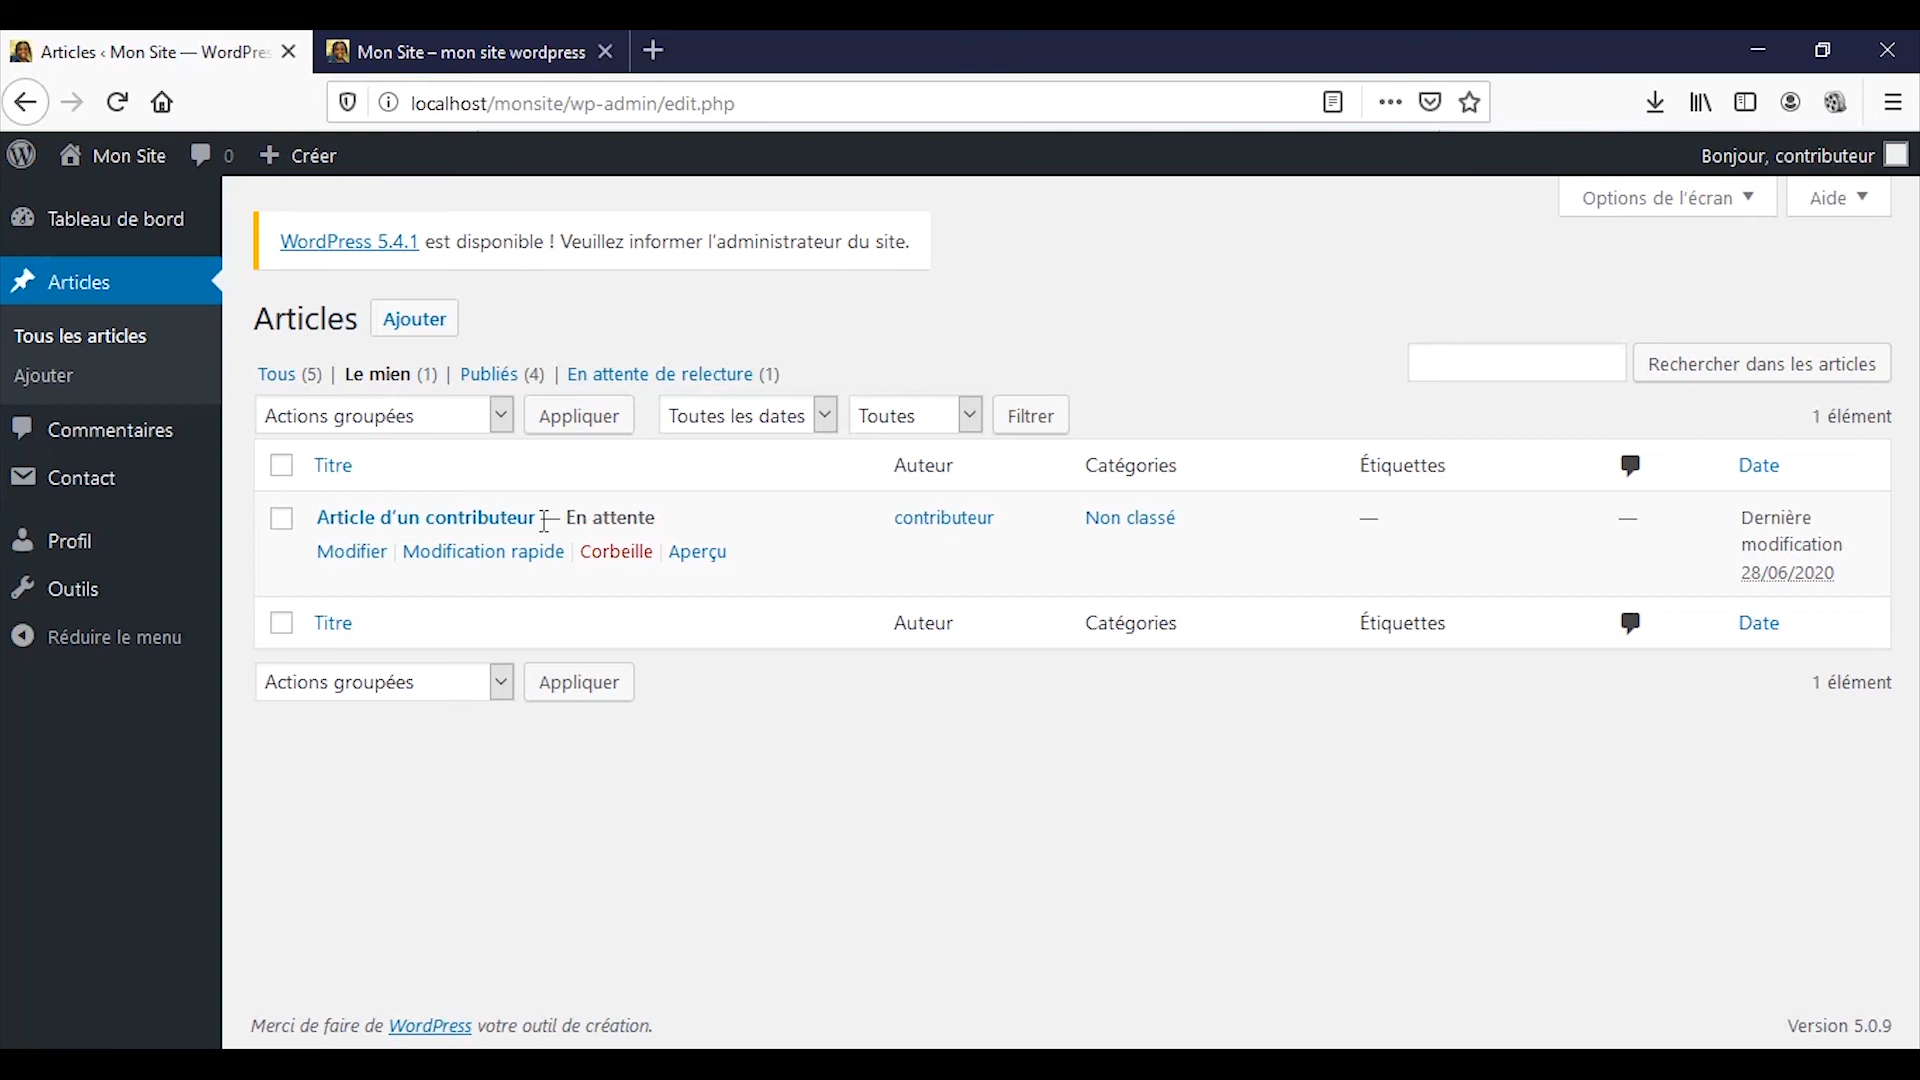 Articles ‹ Mon Site — WordPres
Mon Site – mon site wordpress
localhost/monsite/wp-admin/edit.php
Mon Site
0
Créer
Bonjour, contributeur
Options de l'écran
Aide
Tableau de bord
WordPress 5.4.1 est disponible ! Veuillez informer l'administrateur du site.
Articles
Articles
Ajouter
Tous les articles
Ajouter
Tous (5) | Le mien (1) | Publiés (4) | En attente de relecture (1)
Rechercher dans les articles
Actions groupées
Appliquer
Toutes les dates
Toutes
Filtrer
1 élément
Commentaires
Contact
Profil
Outils
Réduire le menu
Titre
Auteur
Catégories
Étiquettes
Date
Article d’un contributeur — En attente
Modifier | Modification rapide | Corbeille | Aperçu
contributeur
Non classé
—
—
Dernière
modification
28/06/2020
Titre
Auteur
Catégories
Étiquettes
Date
Actions groupées
Appliquer
1 élément
Merci de faire de WordPress votre outil de création.
Version 5.0.9